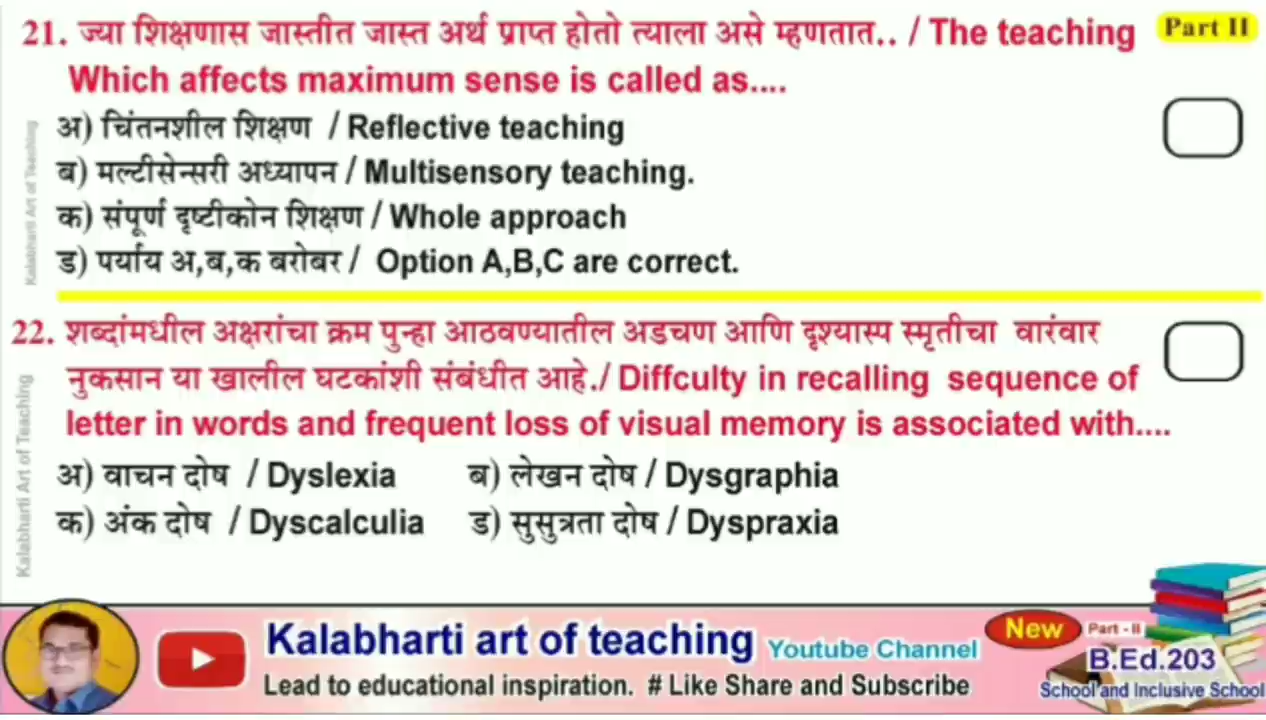 21. ज्या शिक्षणास जास्तीत जास्त अर्थ प्राप्त होतो त्याला असे म्हणतात.. / The teaching
Part II
Which affects maximum sense is called as....
अ) चिंतनशील शिक्षण / Reflective teaching
ब) मल्टीसेन्सरी अध्यापन / Multisensory teaching.
क) संपूर्ण दृष्टीकोन शिक्षण / Whole approach
ड) पर्याय अ,ब,क बरोबर / Option A,B,C are correct.
Kalabharti Art of Teaching
22. शब्दांमधील अक्षरांचा क्रम पुन्हा आठवण्यातील अडचण आणि दृश्यास्प स्मृतीचा वारंवार
नुकसान या खालील घटकांशी संबंधीत आहे./ Diffculty in recalling sequence of
letter in words and frequent loss of visual memory is associated with....
अ) वाचन दोष / Dyslexia ब) लेखन दोष / Dysgraphia
क) अंक दोष / Dyscalculia ड) सुसुत्रता दोष / Dyspraxia
Kalabharti Art of Teaching
Kalabharti art of teaching Youtube Channel
Lead to educational inspiration. # Like Share and Subscribe
New Part - II
B.Ed.203
School and Inclusive School